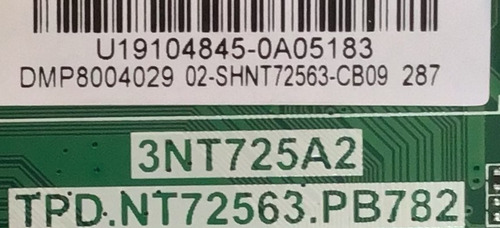 U19104845-0A05183
DMP8004029 02-SHNT72563-CB09 287
3NT725A2
TPD.NT72563.PB782